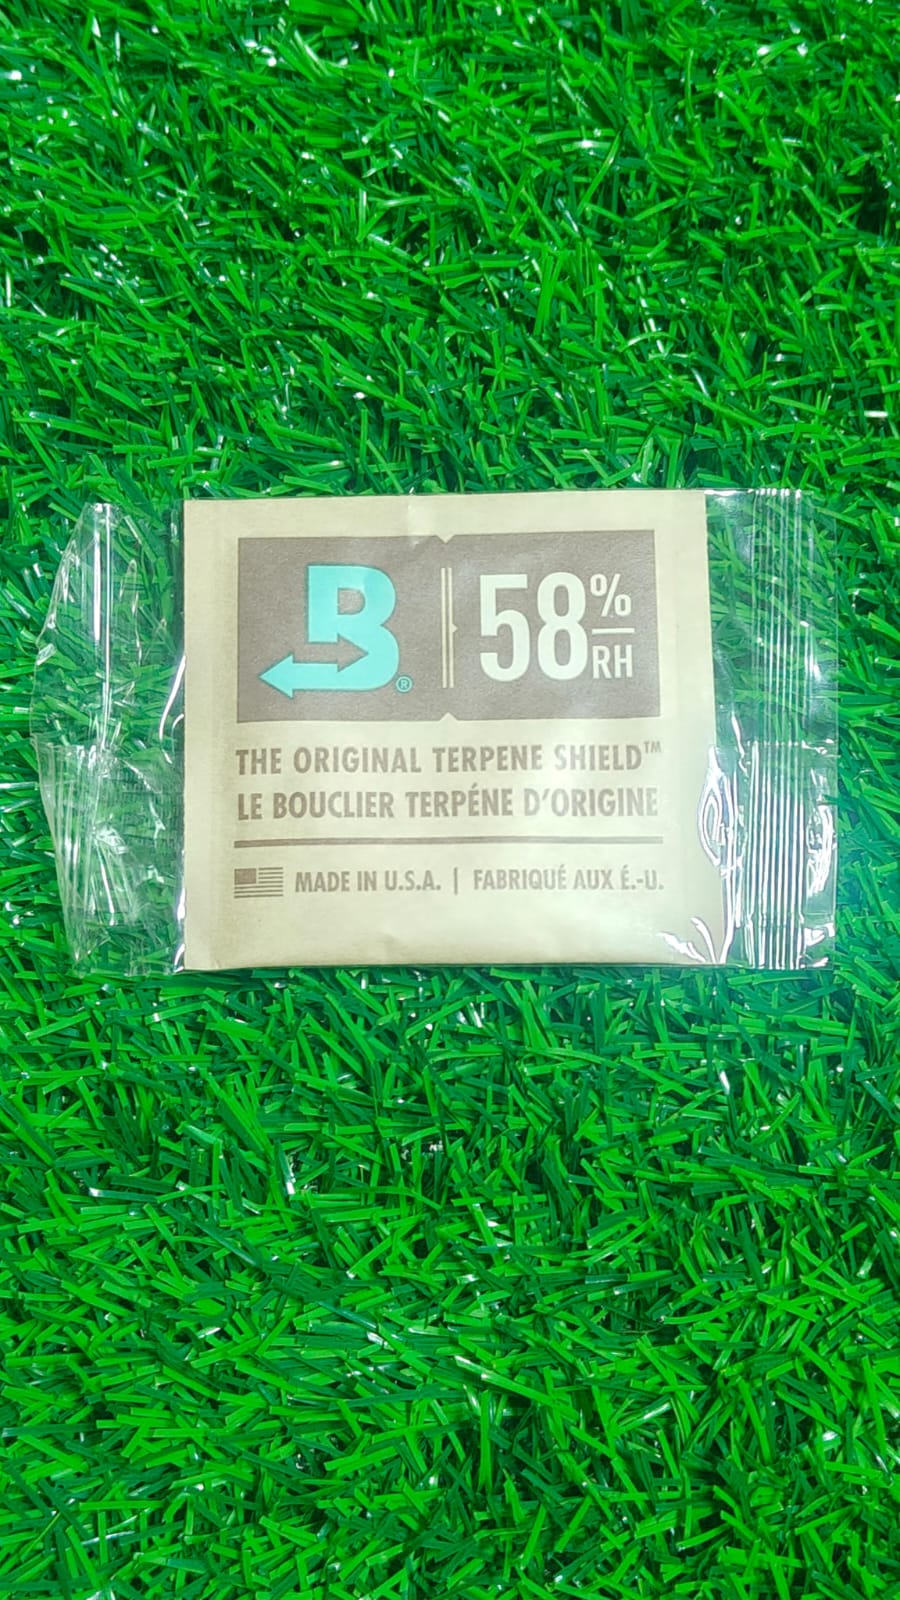 B®
58% RH
THE ORIGINAL TERPENE SHIELD™
LE BOUCLIER TERPÉNE D'ORIGINE
MADE IN U.S.A. | FABRIQUÉ AUX É.-U.